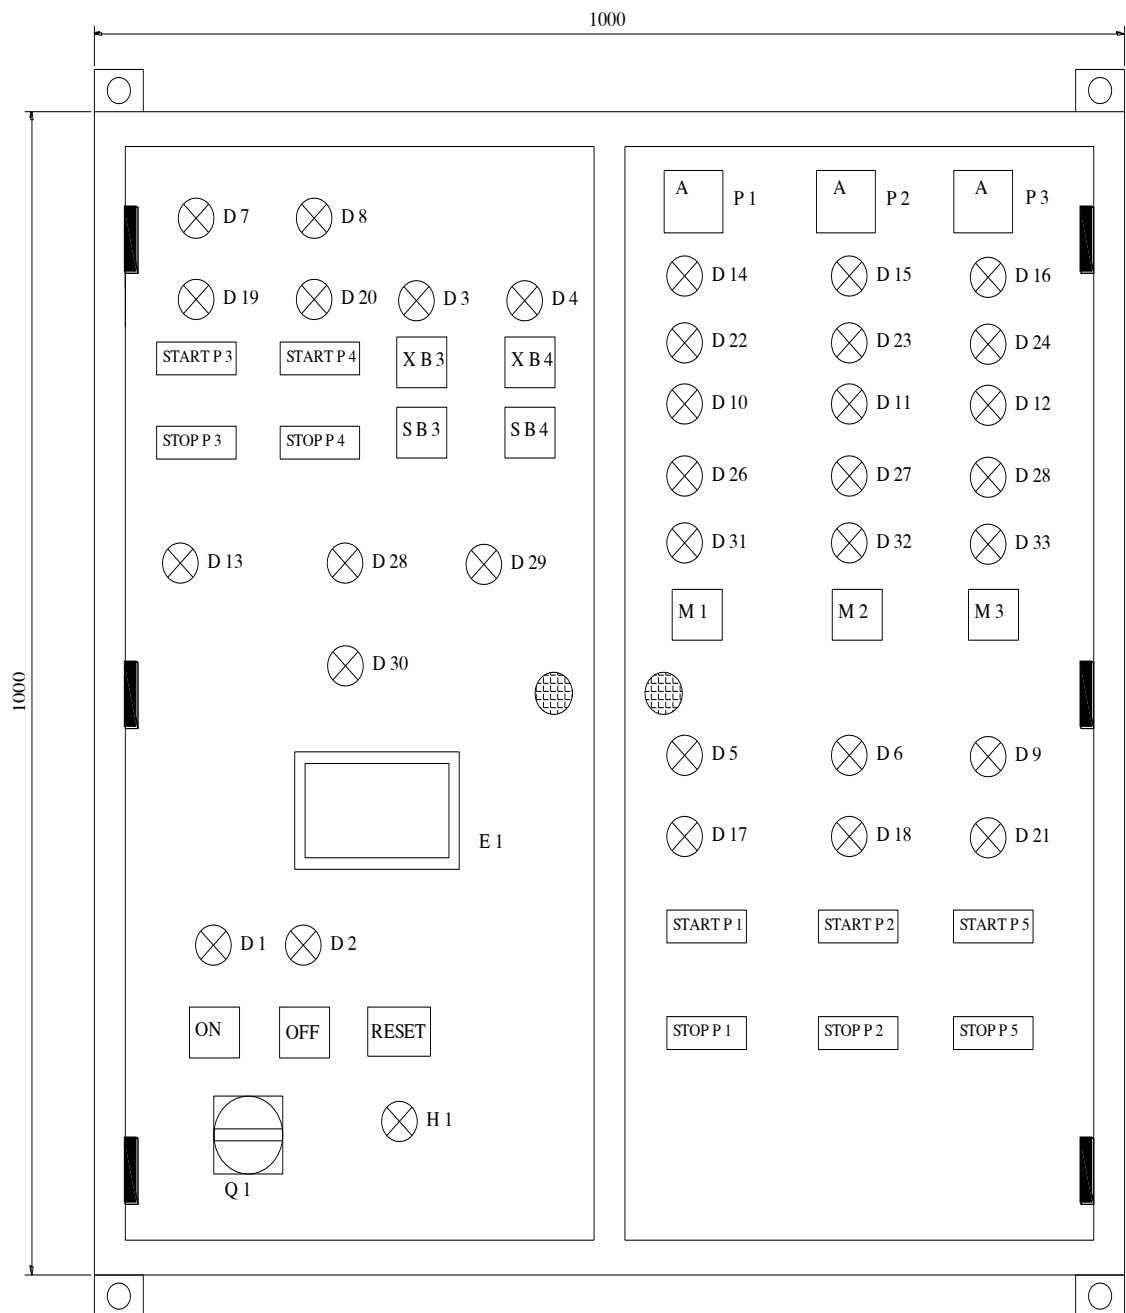 1000
1000
D 7
D 8
D 19
D 20
D 3
D 4
START P 3
START P 4
X B 3
X B 4
STOP P 3
STOP P 4
S B 3
S B 4
D 13
D 28
D 29
D 30
E 1
D 1
D 2
ON
OFF
RESET
H 1
Q 1
A
P 1
A
P 2
A
P 3
D 14
D 15
D 16
D 22
D 23
D 24
D 10
D 11
D 12
D 26
D 27
D 28
D 31
D 32
D 33
M 1
M 2
M 3
D 5
D 6
D 9
D 17
D 18
D 21
START P 1
START P 2
START P 5
STOP P 1
STOP P 2
STOP P 5